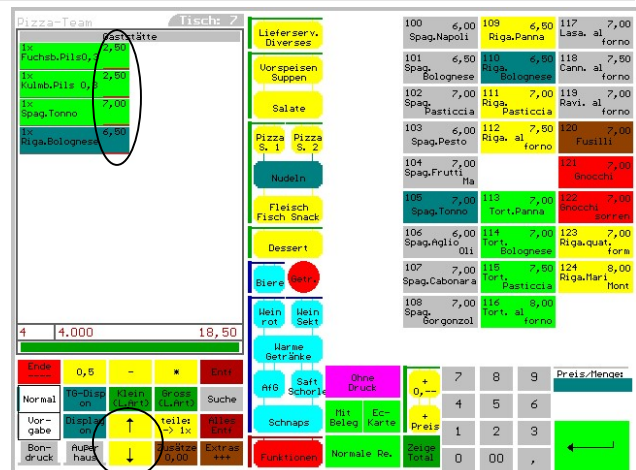 Pizza-Team Tisch: 7
Gaststätte
1x 2,50
Fuchsb.Pils0,3
1x 2,50
Kulmb.Pils 0,3
1x 7,00
Spag.Tonno
1x 6,50
Riga.Bolognese
4 4.000 18,50
Ende
0,5
-
*
Entf
Normal
TG-Disp
on
Klein
(L.Art)
Gross
(L.Art)
Suche
Vor-
gabe
Display
on
↑
teile:
-> 1x
Alles
Entf
Bon-
druck
Außer
haus
↓
Zusätze
0,00
Extras
+++
Lieferserv.
Diverses
Vorspeisen
Suppen
Salate
Pizza
S. 1
Pizza
S. 2
Nudeln
Fleisch
Fisch Snack
Dessert
Biere
Getr.
Wein
rot
Wein
Sekt
Warme
Getränke
AfG
Saft
Schorle
Schnaps
Funktionen
Ohne
Druck
Mit
Beleg
Ec-
Karte
Normale Re.
+
0,--
+
Preis
Zeige
Total
100 6,00
Spag.Napoli
109 6,50
Riga.Panna
117 7,00
Lasa. al
forno
101 6,50
Spag.
Bolognese
110 6,50
Riga.
Bolognese
118 7,50
Cann. al
forno
102 7,00
Spag.
Pasticcia
111 7,00
Riga.
Pasticcia
119 7,00
Ravi. al
forno
103 6,00
Spag.Pesto
112 7,50
Riga. al
forno
120 7,00
Fusilli
104 7,00
Spag.Frutti
Ma
121 7,00
Gnocchi
105 7,00
Spag.Tonno
113 7,00
Tort.Panna
122 7,00
Gnocchi
sorren
106 6,00
Spag.Aglio
Oli
114 7,00
Tort.
Bolognese
123 7,00
Riga.quat.
form
107 7,00
Spag.Cabonara
115 7,50
Tort.
Pasticcia
124 8,00
Riga.Mari
Mont
108 7,00
Spag.
Gorgonzol
116 8,00
Tort. al
forno
7 8 9
4 5 6
1 2 3
0 00 ,
Preis/Menge: